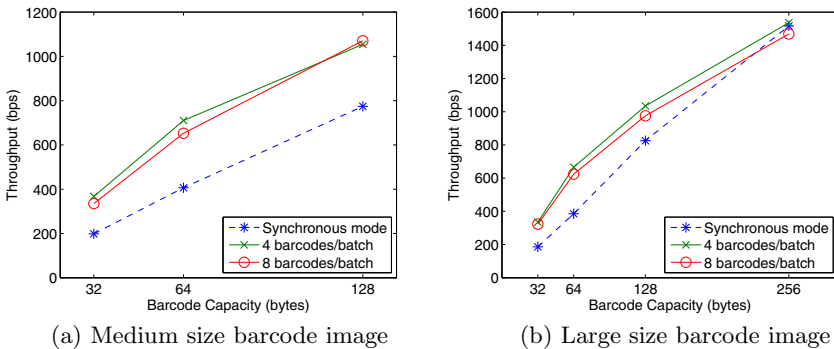 1200
1000
800
600
400
200
0
Throughput (bps)
32
64
128
Barcode Capacity (bytes)
Synchronous mode
4 barcodes/batch
8 barcodes/batch
(a) Medium size barcode image
1600
1400
1200
1000
800
600
400
200
0
Throughput (bps)
32
64
128
256
Barcode Capacity (bytes)
Synchronous mode
4 barcodes/batch
8 barcodes/batch
(b) Large size barcode image